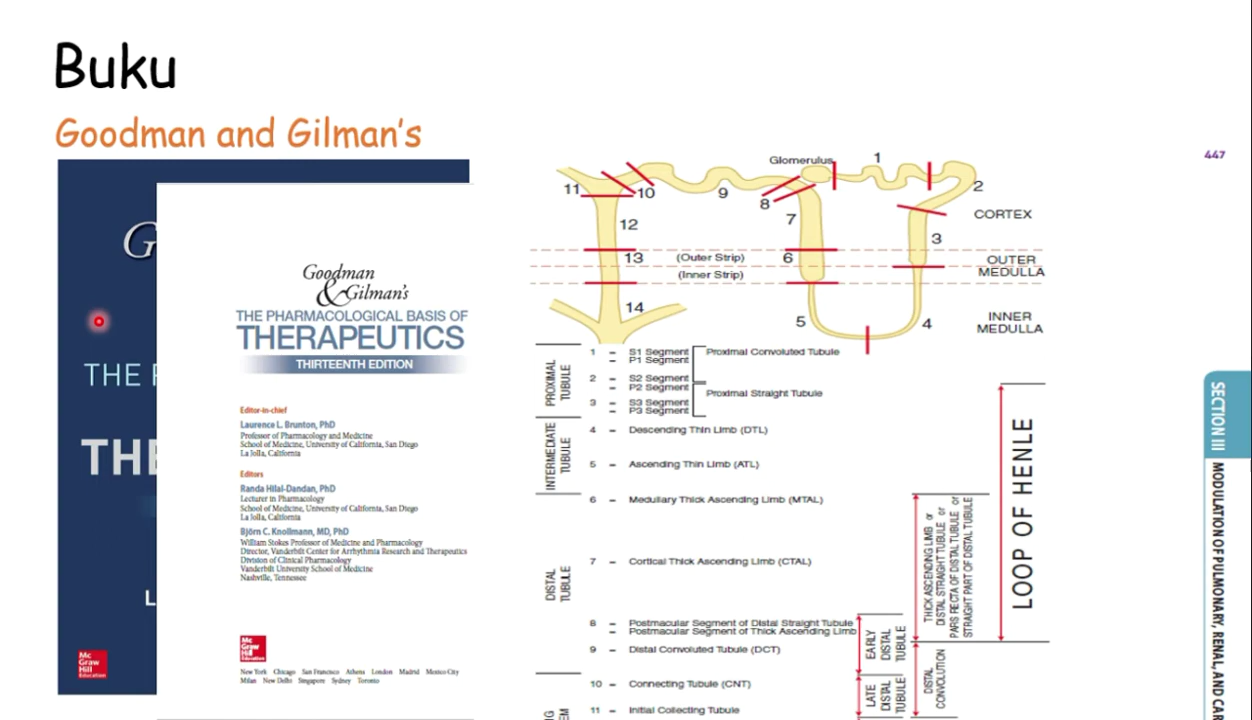 Buku
Goodman and Gilman's
G
THE
THE
L
Mc
Graw
Hill
Education
Goodman
&Gilman's
THE PHARMACOLOGICAL BASIS OF
THERAPEUTICS
THIRTEENTH EDITION
Editor-in-chief
Laurence L. Brunton, PhD
Professor of Pharmacology and Medicine
School of Medicine, University of California, San Diego
La Jolla, California
Editors
Randa Hilal-Dandan, PhD
Lecturer in Pharmacology
School of Medicine, University of California, San Diego
La Jolla, California
Björn C. Knollmann, MD, PhD
William Stokes Professor of Medicine and Pharmacology
Director, Vanderbilt Center for Arrhythmia Research and Therapeutics
Division of Clinical Pharmacology
Vanderbilt University School of Medicine
Nashville, Tennessee
Mc
Graw
Hill
Education
New York Chicago San Francisco Athens London Madrid Mexico City
Milan New Delhi Singapore Sydney Toronto
447
Glomerulus
1
2
3
4
5
6
7
8
9
10
11
12
13
14
(Outer Strip)
(Inner Strip)
CORTEX
OUTER
MEDULLA
INNER
MEDULLA
PROXIMAL
TUBULE
1 – S1 Segment
– P1 Segment
Proximal Convoluted Tubule
2 – S2 Segment
– P2 Segment
Proximal Straight Tubule
3 – S3 Segment
– P3 Segment
INTERMEDIATE
TUBULE
4 – Descending Thin Limb (DTL)
5 – Ascending Thin Limb (ATL)
DISTAL
TUBULE
6 – Medullary Thick Ascending Limb (MTAL)
7 – Cortical Thick Ascending Limb (CTAL)
8 – Postmacular Segment of Distal Straight Tubule
– Postmacular Segment of Thick Ascending Limb
9 – Distal Convoluted Tubule (DCT)
10 – Connecting Tubule (CNT)
11 – Initial Collecting Tubule
EARLY
DISTAL
TUBULE
LATE
DISTAL
TUBULE
THICK ASCENDING LIMB or
DISTAL STRAIGHT TUBULE or
PARS RECTA OF DISTAL TUBULE or
STRAIGHT PART OF DISTAL TUBULE
DISTAL
CONVOLUTION
LOOP OF HENLE
SECTION III
MODULATION OF PULMONARY, RENAL, AND CAR